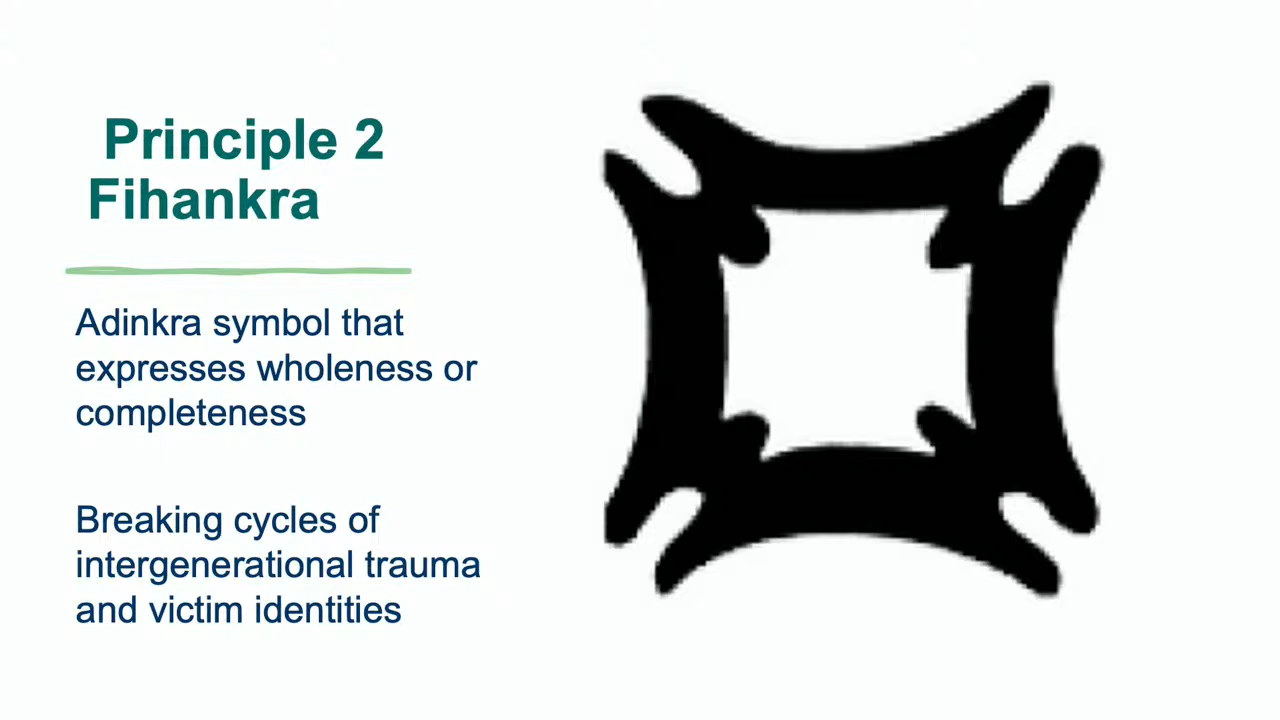 Principle 2
Fihankra
Adinkra symbol that
expresses wholeness or
completeness
Breaking cycles of
intergenerational trauma
and victim identities